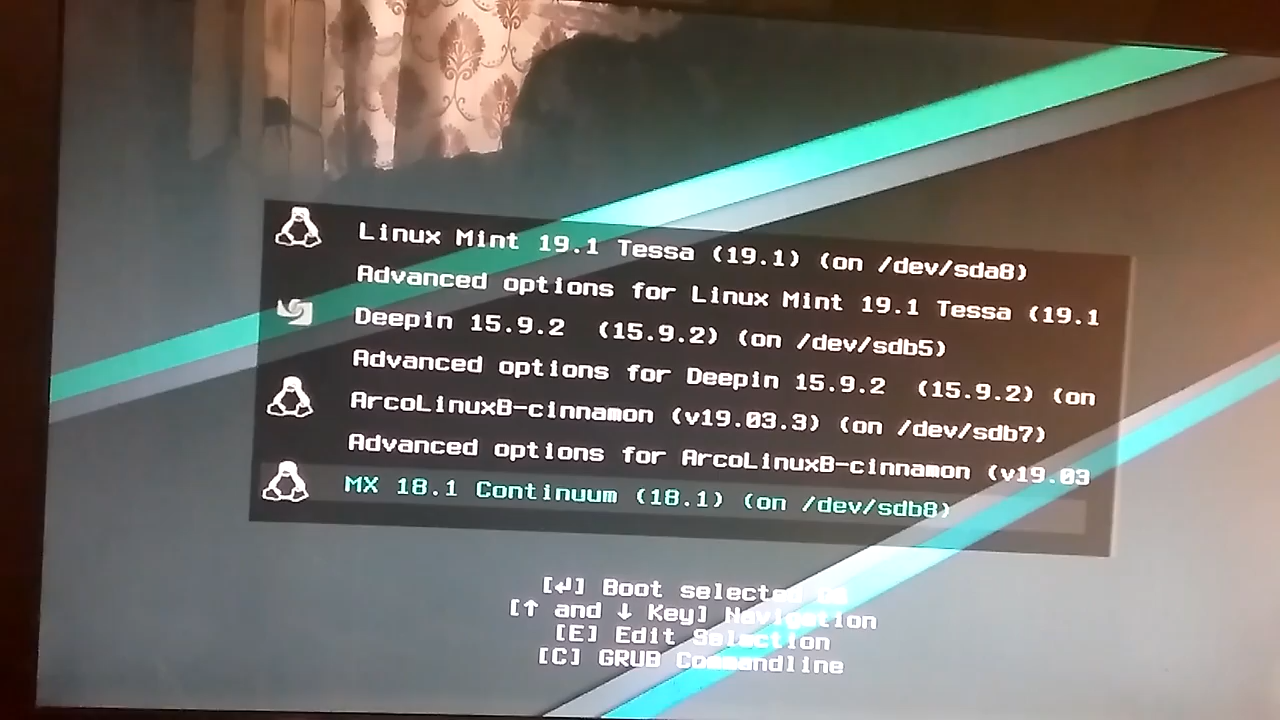 Linux Mint 19.1 Tessa (19.1) (on /dev/sda8)
Advanced options for Linux Mint 19.1 Tessa (19.1
Deepin 15.9.2  (15.9.2) (on /dev/sdb5)
Advanced options for Deepin 15.9.2  (15.9.2) (on
ArcoLinuxB-cinnamon (v19.03.3) (on /dev/sdb7)
Advanced options for ArcoLinuxB-cinnamon (v19.03
MX 18.1 Continuum (18.1) (on /dev/sdb8)
[↵] Boot selected OS
[↑ and ↓ Key] Navigation
[E] Edit Selection
[C] GRUB Commandline